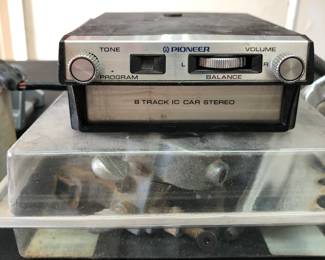 TONE PIONEER VOLUME
L R
PROGRAM BALANCE
8 TRACK IC CAR STEREO